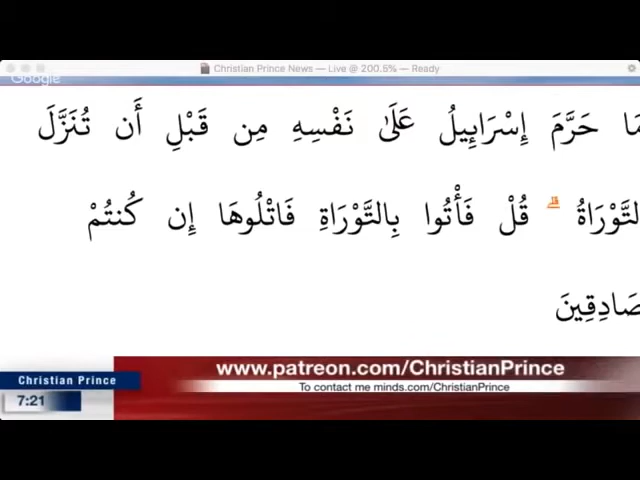 Christian Prince News — Live @ 200.5% — Ready
Google
مَا حَرَّمَ إِسْرَائِيلُ عَلَىٰ نَفْسِهِ مِن قَبْلِ أَن تُنَزَّلَ
التَّوْرَاةُ ۗ قُلْ فَأْتُوا بِالتَّوْرَاةِ فَاتْلُوهَا إِن كُنتُمْ
صَادِقِينَ
www.patreon.com/ChristianPrince
Christian Prince
To contact me minds.com/ChristianPrince
7:21